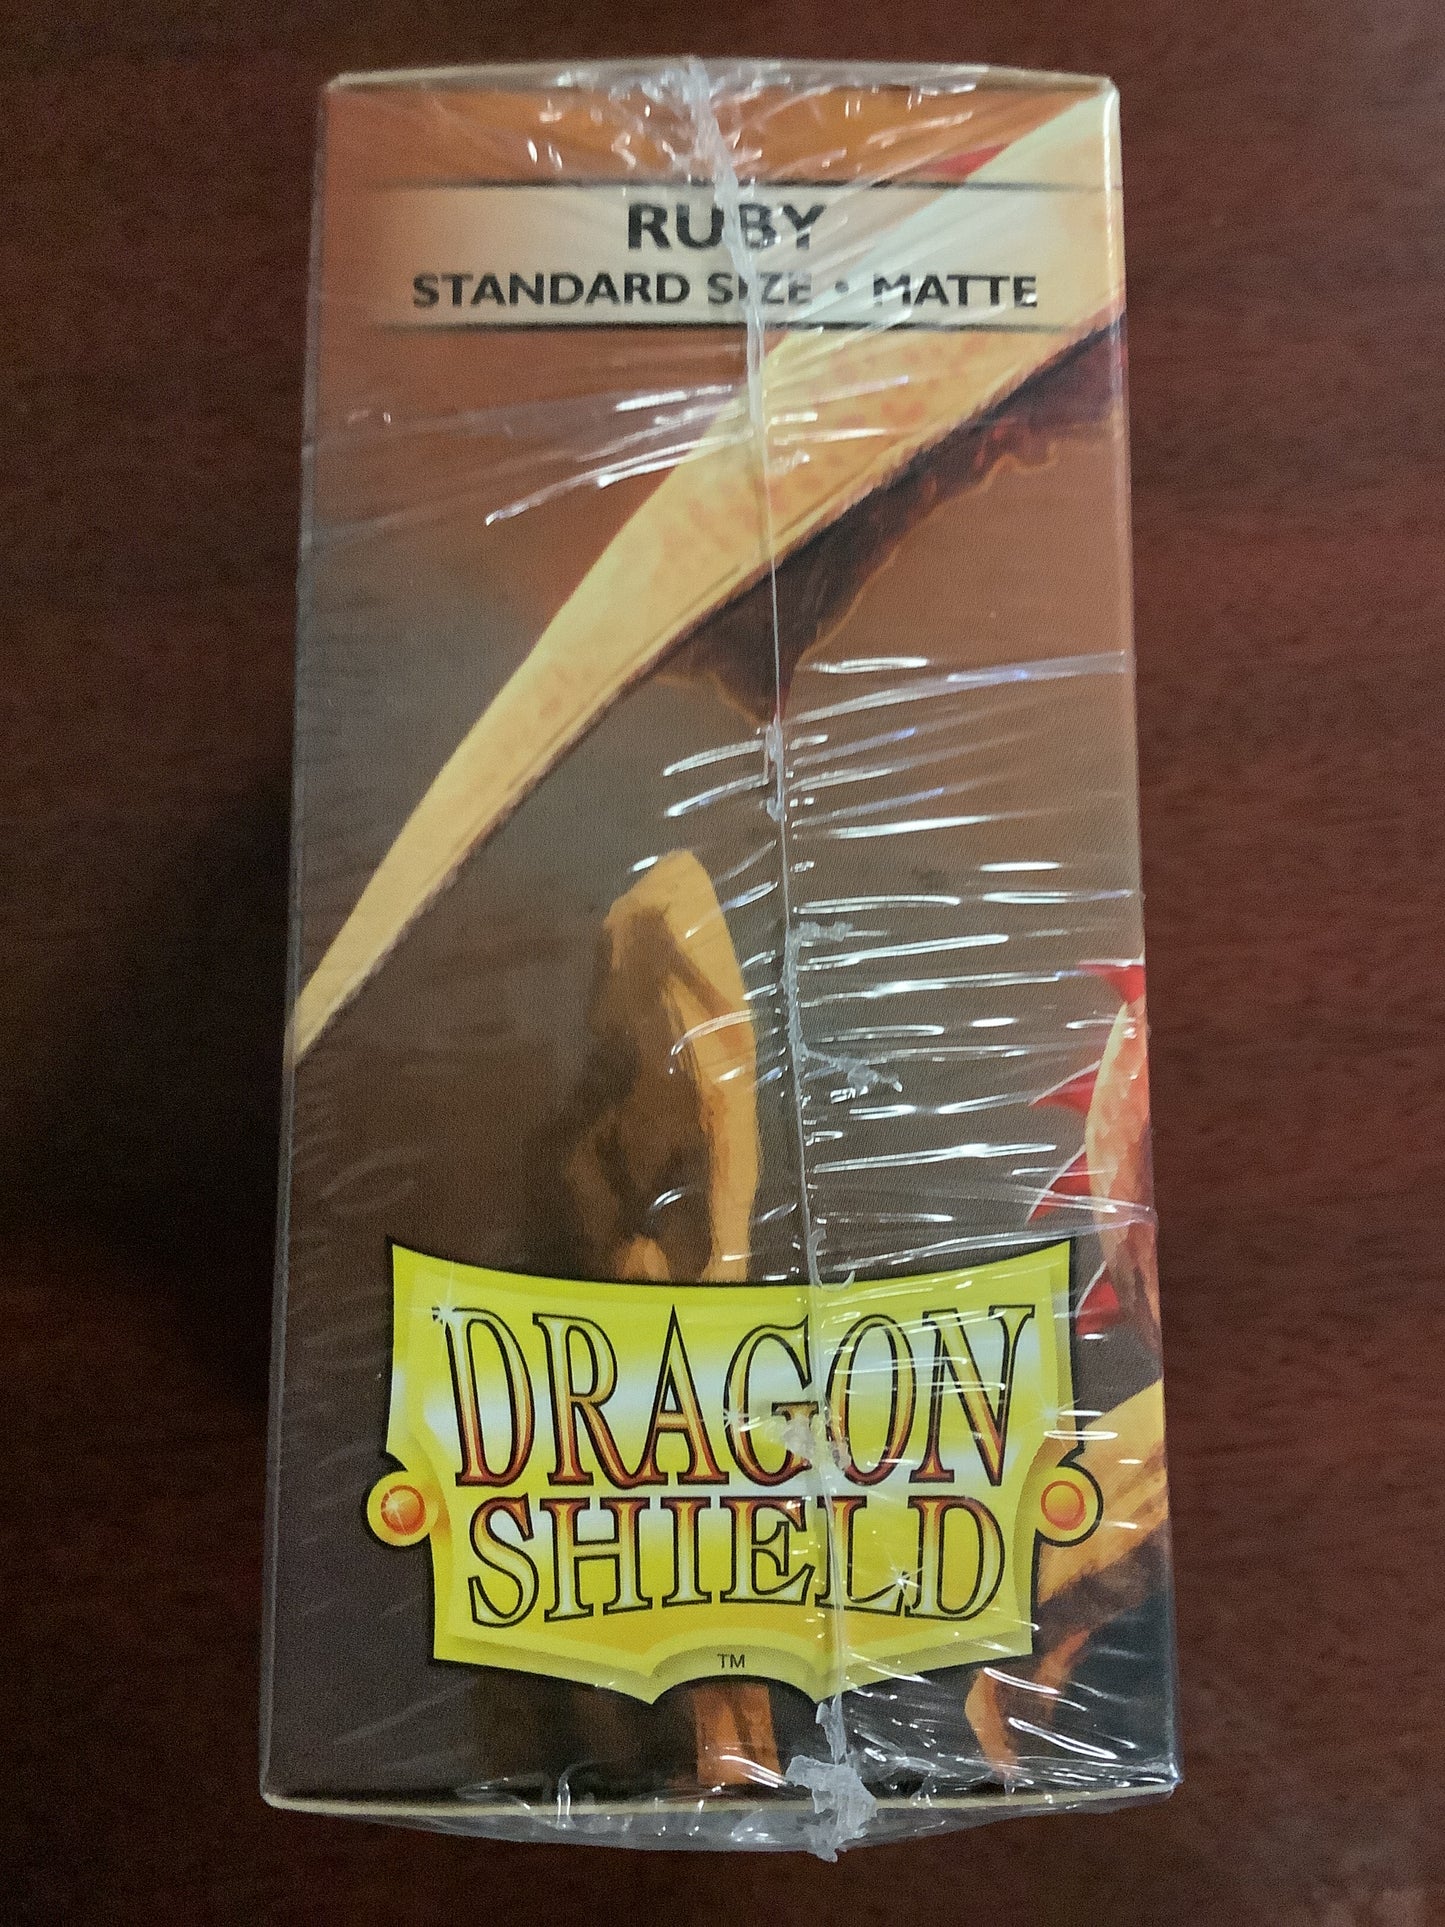 RUBY
STANDARD SIZE • MATTE
DRAGON
SHIELD
TM